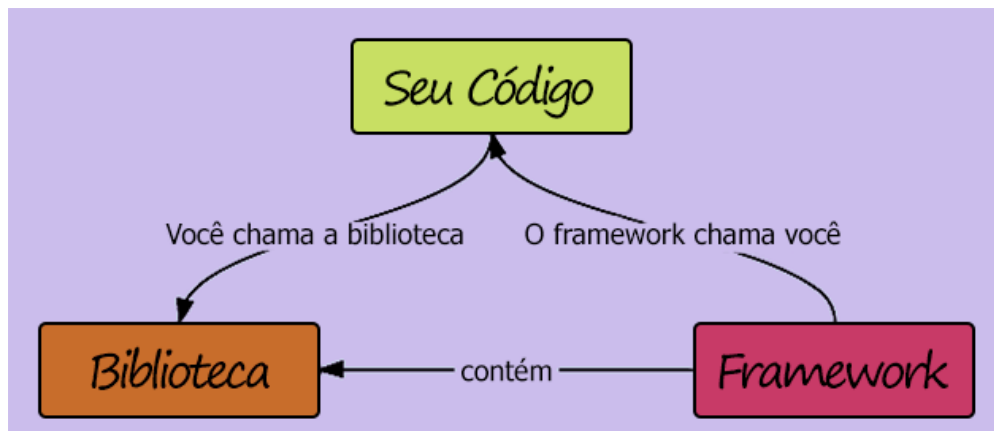 Seu Código
Você chama a biblioteca
O framework chama você
Biblioteca
contém
Framework